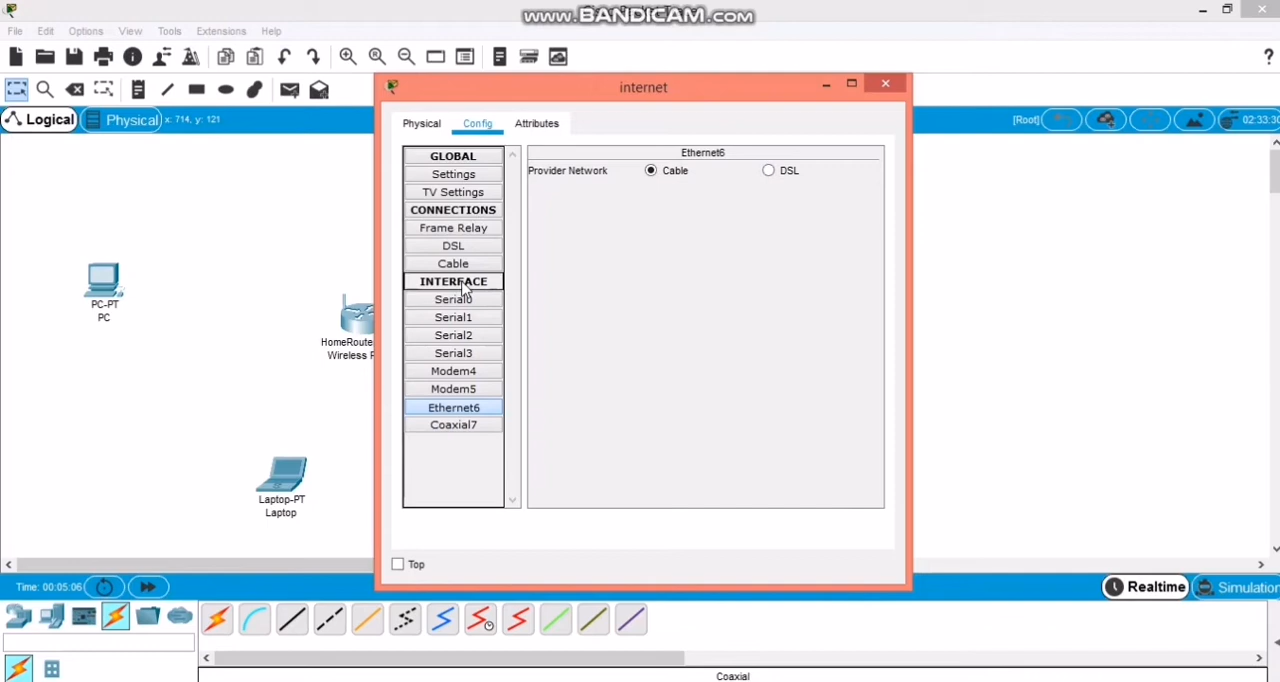 www.BANDICAM.com
File Edit Options View Tools Extensions Help
internet
Logical
Physical
x: 714, y: 121
[Root]
02:33:30
Physical
Config
Attributes
GLOBAL
Settings
TV Settings
CONNECTIONS
Frame Relay
DSL
Cable
INTERFACE
Serial0
Serial1
Serial2
Serial3
Modem4
Modem5
Ethernet6
Coaxial7
Ethernet6
Provider Network
Cable
DSL
PC-PT
PC
HomeRouter
Wireless
Laptop-PT
Laptop
Top
Time: 00:05:06
Realtime
Simulation
Coaxial